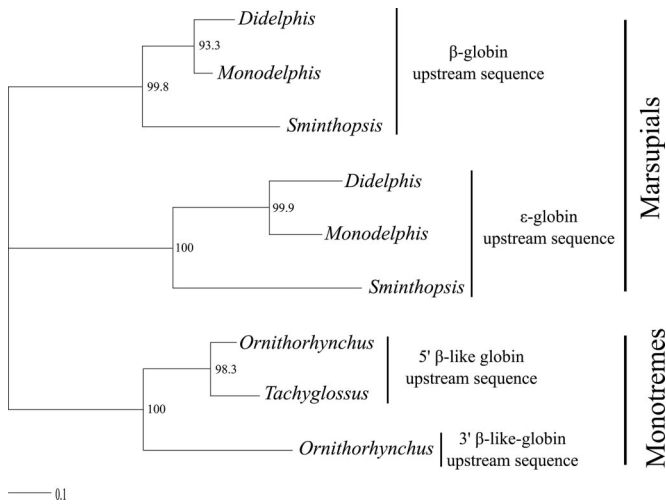 Didelphis
93.3
Monodelphis
99.8
Sminthopsis
β-globin
upstream sequence
Didelphis
99.9
Monodelphis
100
Sminthopsis
ε-globin
upstream sequence
Marsupials
Ornithorhynchus
98.3
Tachyglossus
5' β-like globin
upstream sequence
100
Ornithorhynchus
3' β-like-globin
upstream sequence
Monotremes
0.1